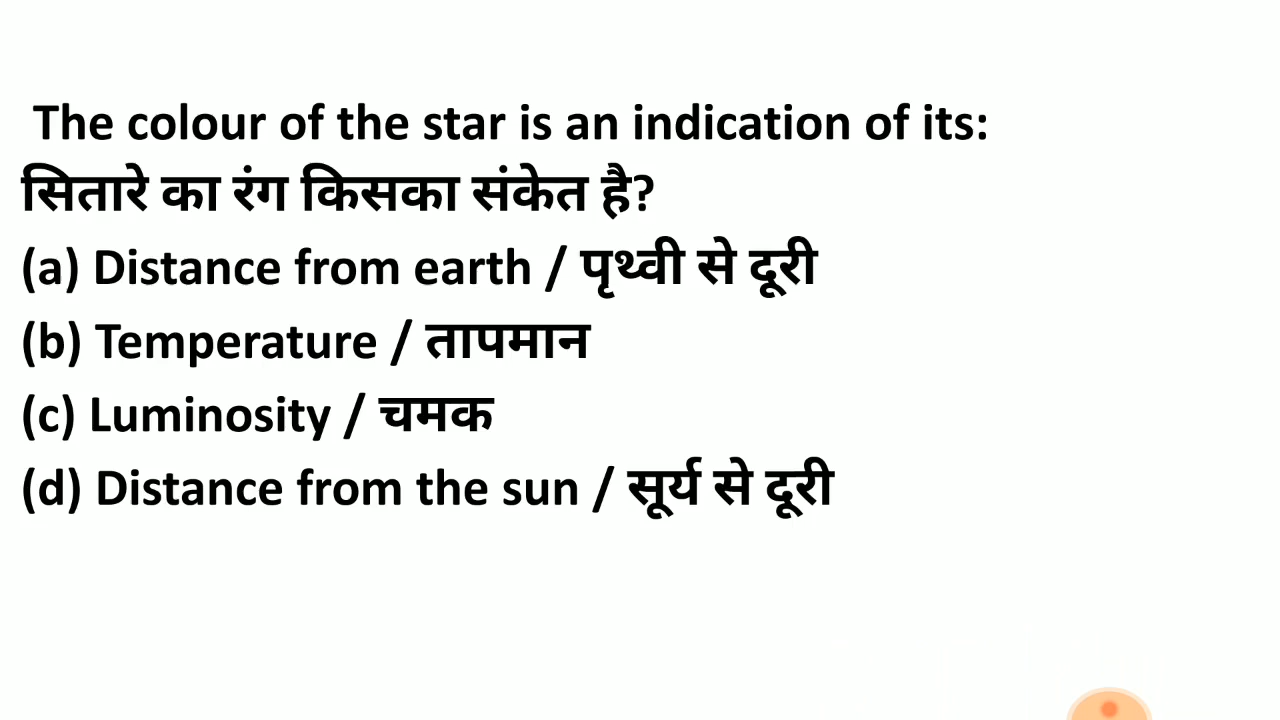 The colour of the star is an indication of its:
सितारे का रंग किसका संकेत है?
(a) Distance from earth / पृथ्वी से दूरी
(b) Temperature / तापमान
(c) Luminosity / चमक
(d) Distance from the sun / सूर्य से दूरी